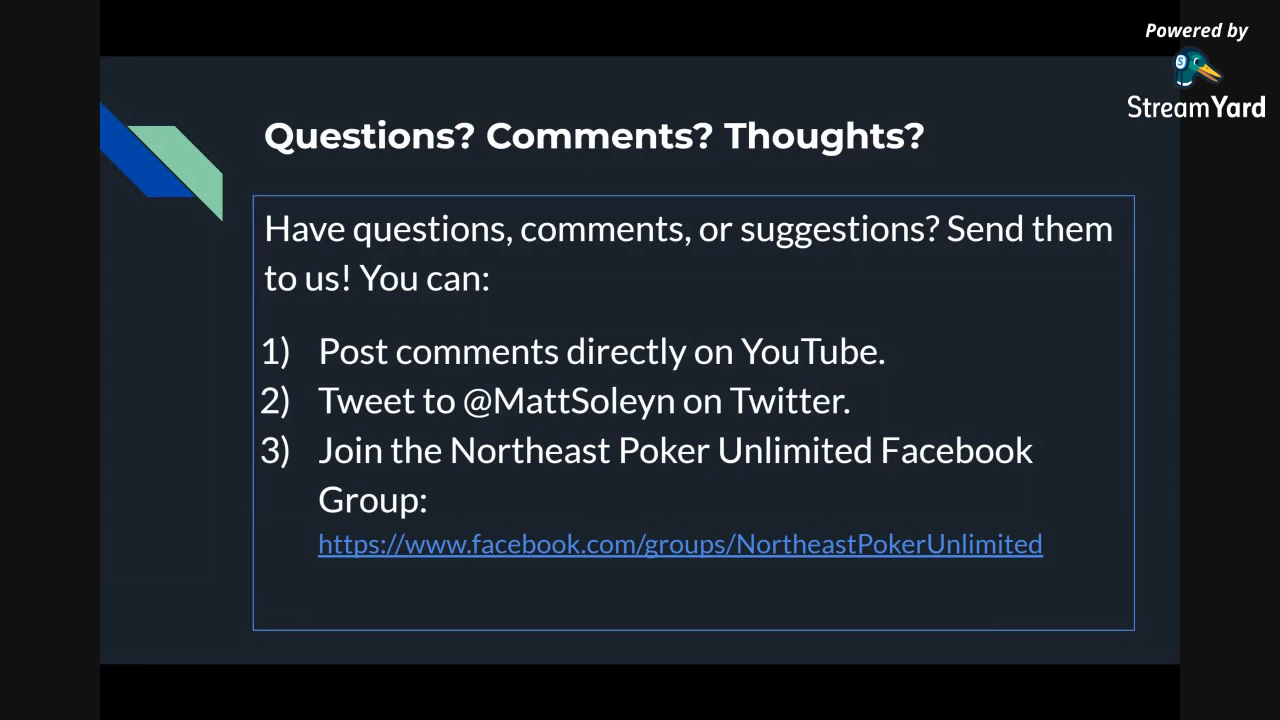 Powered by
StreamYard
Questions? Comments? Thoughts?
Have questions, comments, or suggestions? Send them
to us! You can:
1) Post comments directly on YouTube.
2) Tweet to @MattSoleyn on Twitter.
3) Join the Northeast Poker Unlimited Facebook
Group:
https://www.facebook.com/groups/NortheastPokerUnlimited